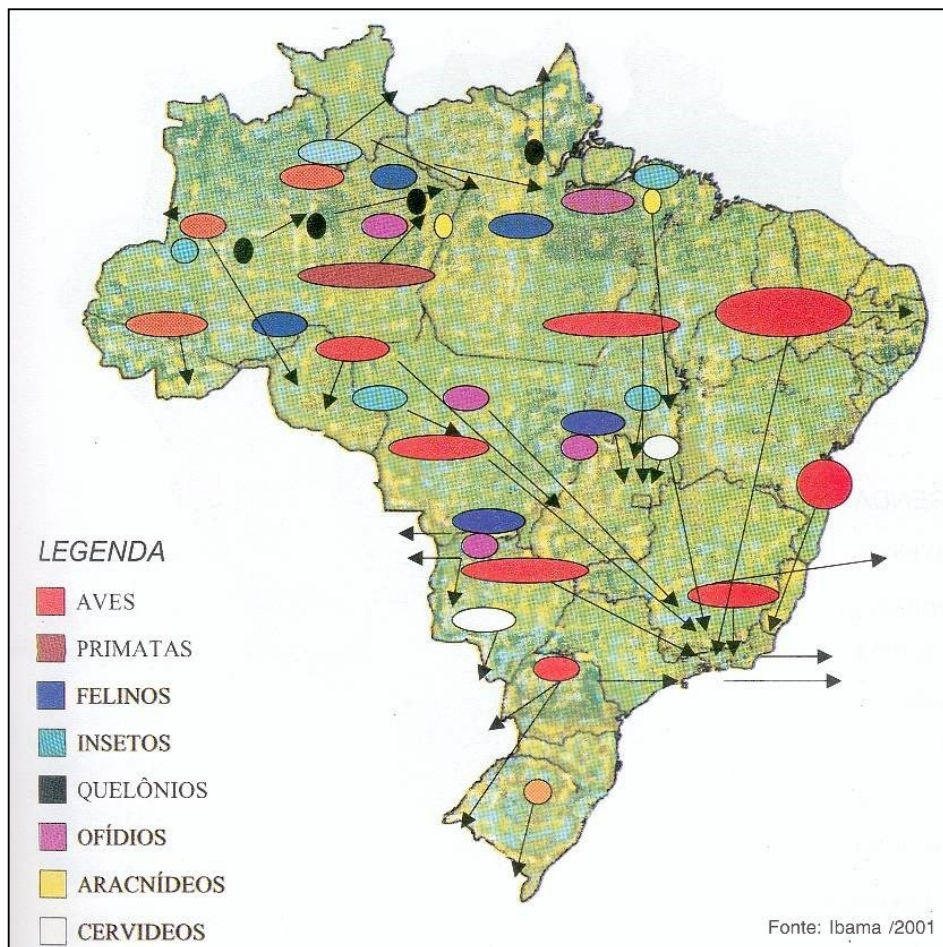 LEGENDA
AVES
PRIMATAS
FELINOS
INSETOS
QUELÔNIOS
OFÍDIOS
ARACNÍDEOS
CERVIDEOS
Fonte: Ibama /2001